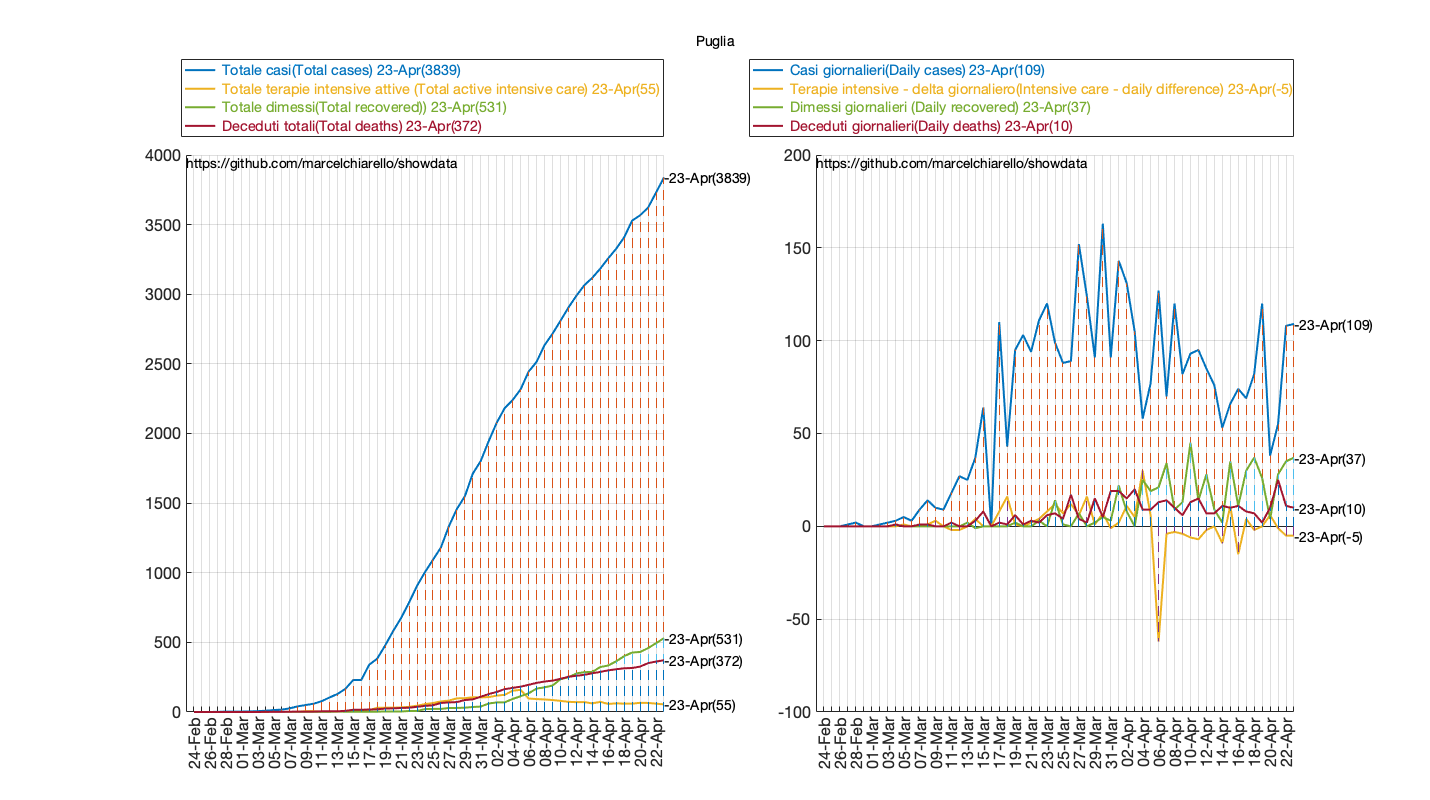 Puglia
Totale casi(Total cases) 23-Apr(3839)
Totale terapie intensive attive (Total active intensive care) 23-Apr(55)
Totale dimessi(Total recovered)) 23-Apr(531)
Deceduti totali(Total deaths) 23-Apr(372)
4000
https://github.com/marcelchiarello/showdata
-23-Apr(3839)
3500
3000
2500
2000
1500
1000
500
-23-Apr(531)
-23-Apr(372)
-23-Apr(55)
0
24-Feb
26-Feb
28-Feb
01-Mar
03-Mar
05-Mar
07-Mar
09-Mar
11-Mar
13-Mar
15-Mar
17-Mar
19-Mar
21-Mar
23-Mar
25-Mar
27-Mar
29-Mar
31-Mar
02-Apr
04-Apr
06-Apr
08-Apr
10-Apr
12-Apr
14-Apr
16-Apr
18-Apr
20-Apr
22-Apr
Casi giornalieri(Daily cases) 23-Apr(109)
Terapie intensive - delta giornaliero(Intensive care - daily difference) 23-Apr(-5)
Dimessi giornalieri (Daily recovered) 23-Apr(37)
Deceduti giornalieri(Daily deaths) 23-Apr(10)
200
https://github.com/marcelchiarello/showdata
150
-23-Apr(109)
100
50
-23-Apr(37)
-23-Apr(10)
0
-23-Apr(-5)
-50
-100
24-Feb
26-Feb
28-Feb
01-Mar
03-Mar
05-Mar
07-Mar
09-Mar
11-Mar
13-Mar
15-Mar
17-Mar
19-Mar
21-Mar
23-Mar
25-Mar
27-Mar
29-Mar
31-Mar
02-Apr
04-Apr
06-Apr
08-Apr
10-Apr
12-Apr
14-Apr
16-Apr
18-Apr
20-Apr
22-Apr